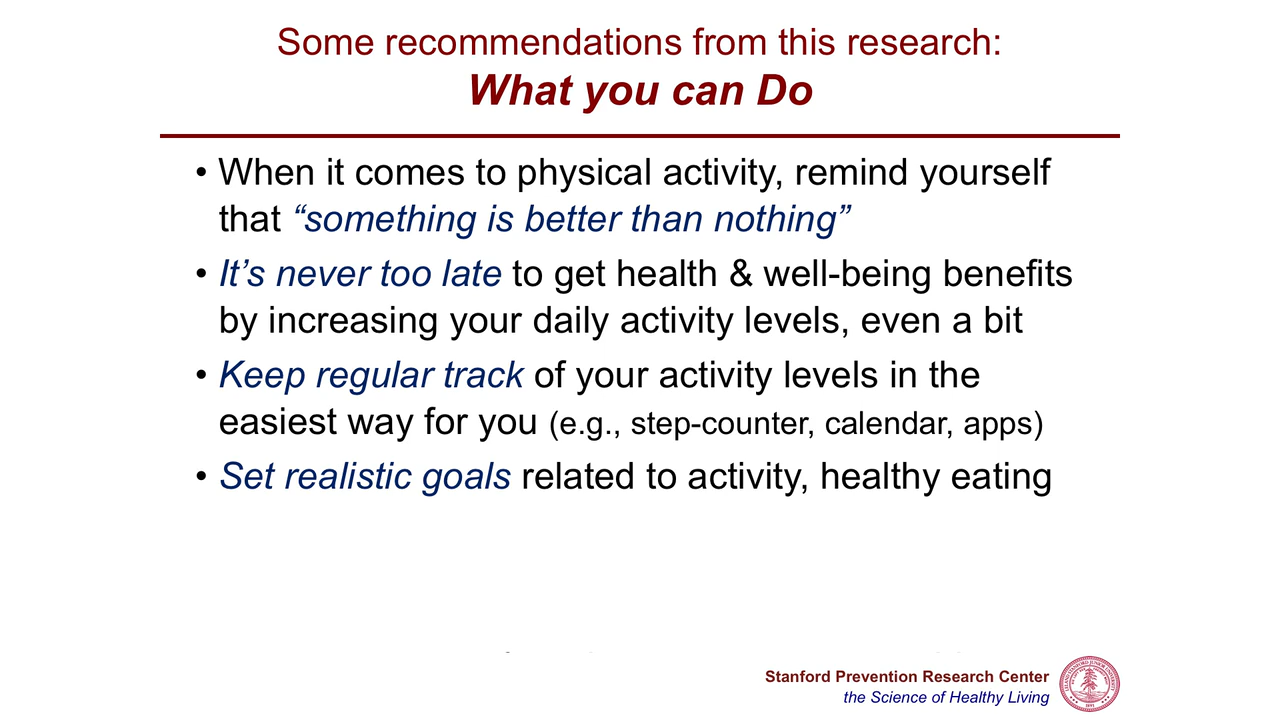 Some recommendations from this research:
What you can Do
• When it comes to physical activity, remind yourself
that “something is better than nothing”
• It’s never too late to get health & well-being benefits
by increasing your daily activity levels, even a bit
• Keep regular track of your activity levels in the
easiest way for you (e.g., step-counter, calendar, apps)
• Set realistic goals related to activity, healthy eating
Stanford Prevention Research Center
the Science of Healthy Living